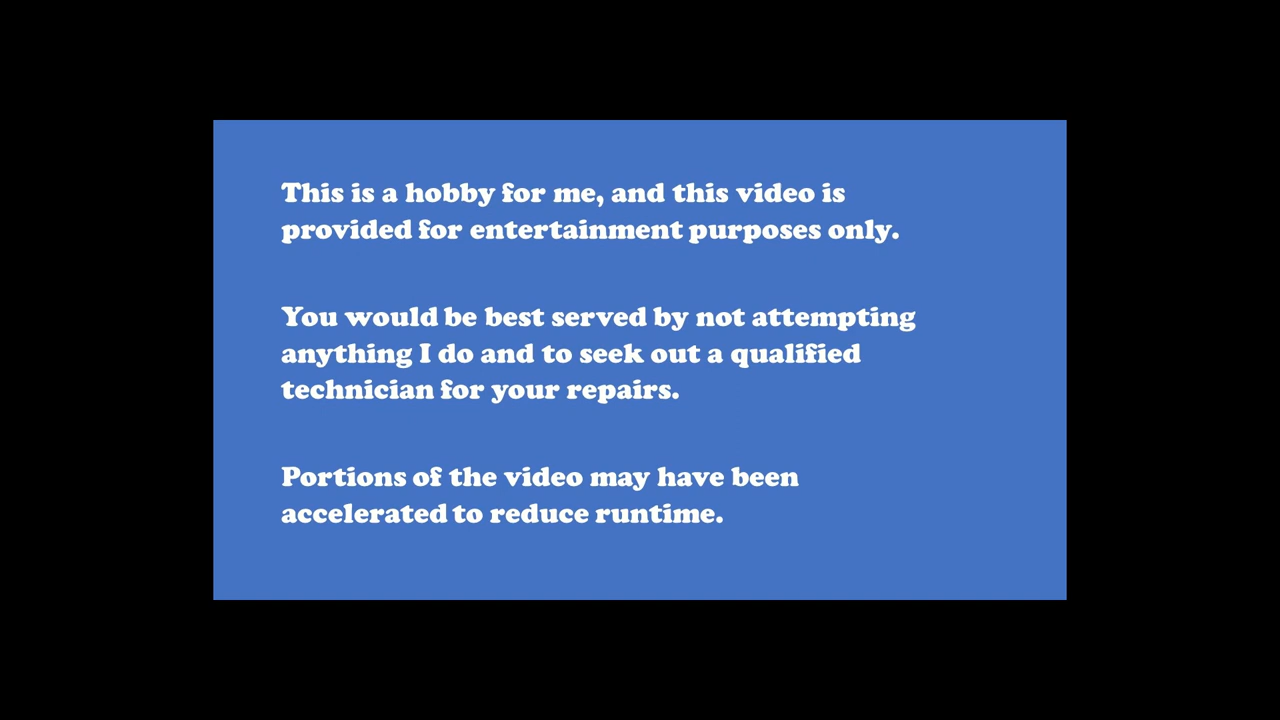 This is a hobby for me, and this video is
provided for entertainment purposes only.
You would be best served by not attempting
anything I do and to seek out a qualified
technician for your repairs.
Portions of the video may have been
accelerated to reduce runtime.